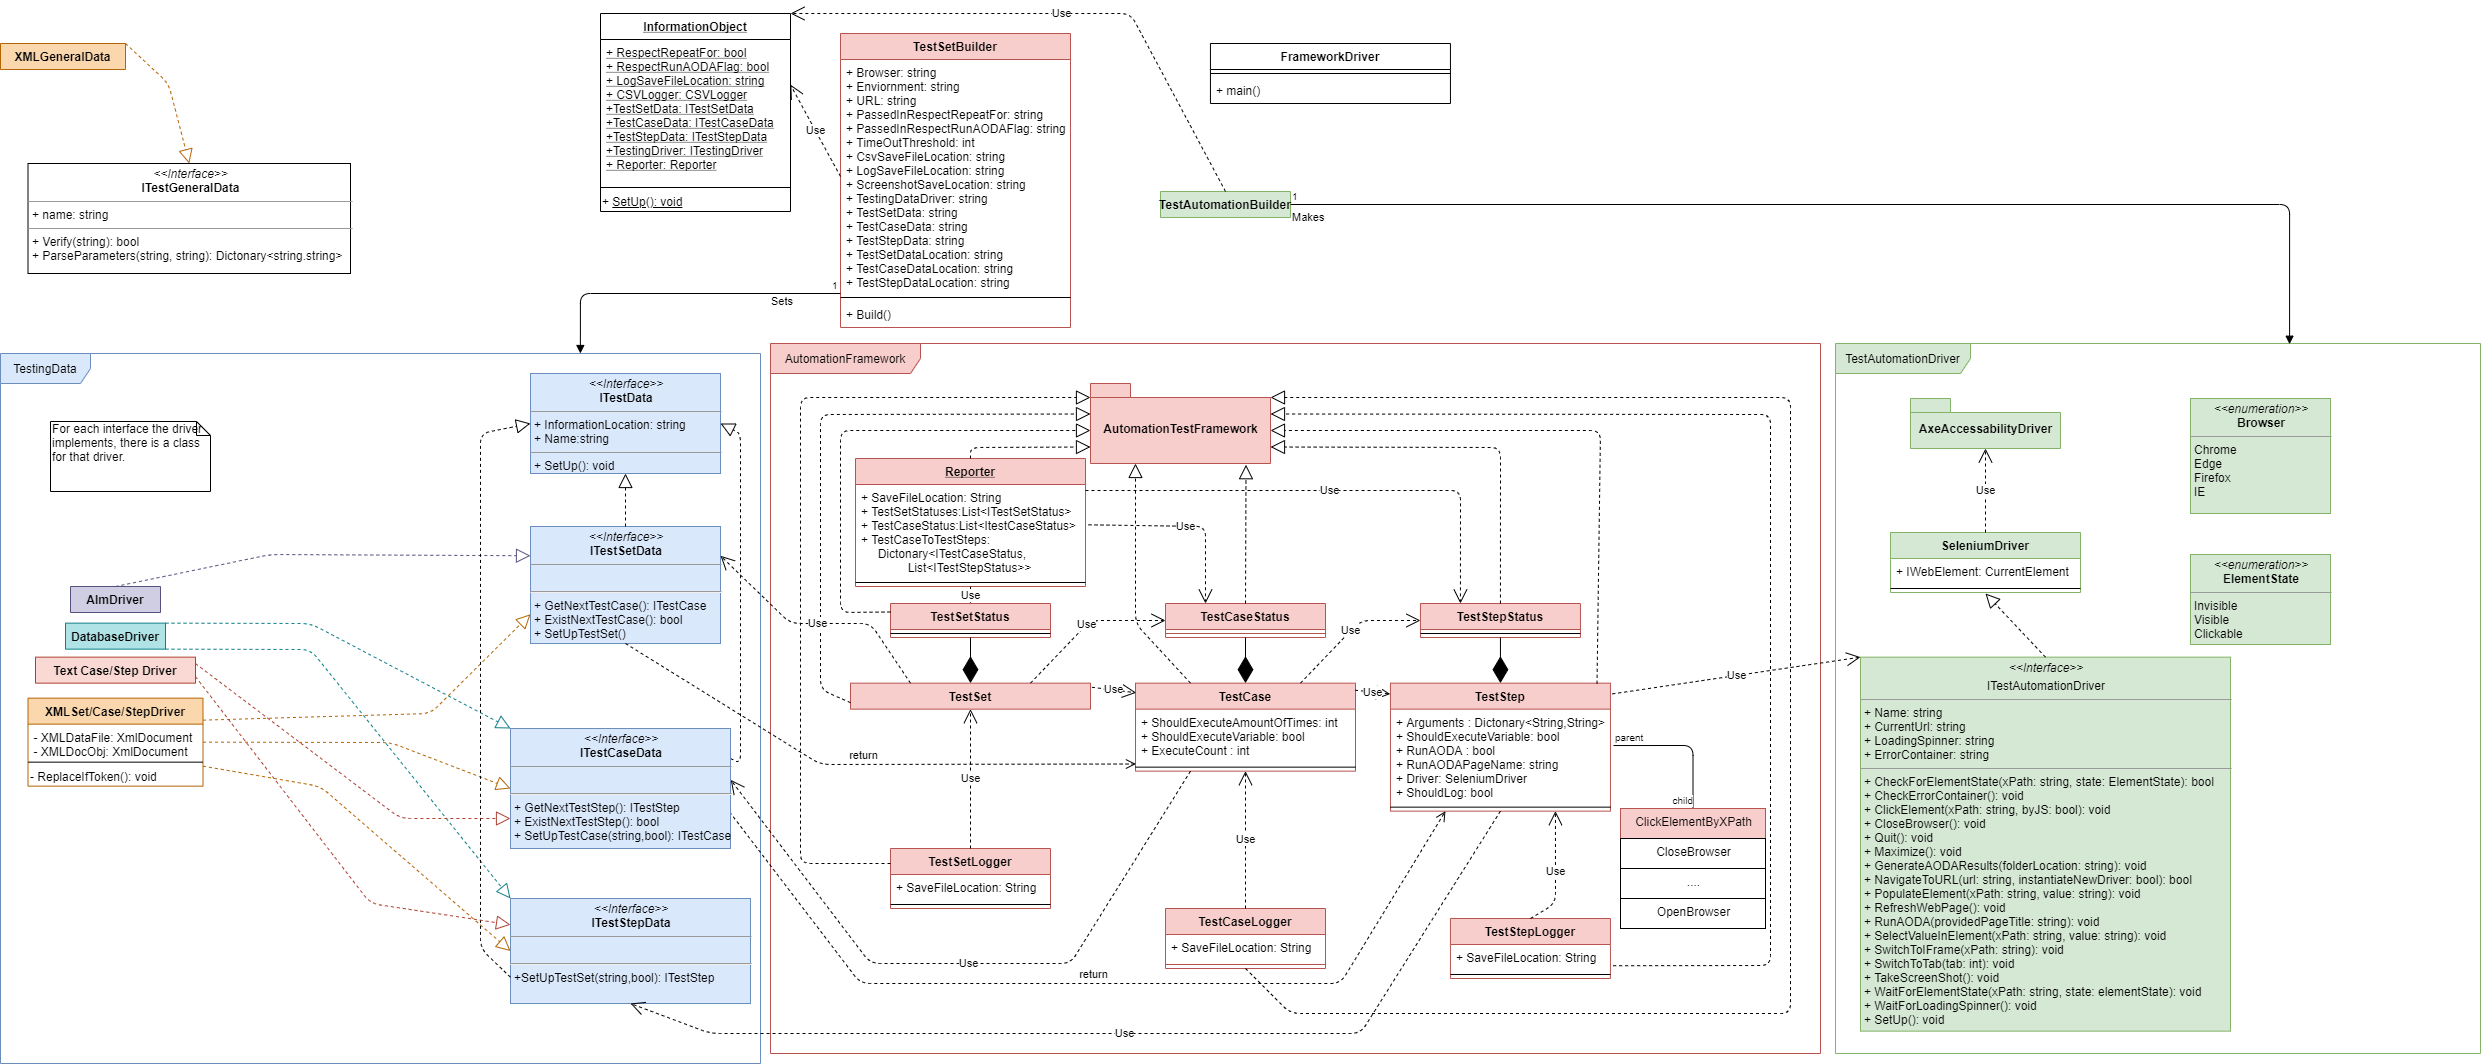 XMLGeneralData
<<Interface>>
ITestGeneralData
+ name: string
+ Verify(string): bool
+ ParseParameters(string, string): Dictonary<string.string>
InformationObject
+ RespectRepeatFor: bool
+ RespectRunAODAFlag: bool
+ LogSaveFileLocation: string
+ CSVLogger: CSVLogger
+TestSetData: ITestSetData
+TestCaseData: ITestCaseData
+TestStepData: ITestStepData
+TestingDriver: ITestingDriver
+ Reporter: Reporter
+ SetUp(): void
Use
Use
TestSetBuilder
+ Browser: string
+ Enviornment: string
+ URL: string
+ PassedInRespectRepeatFor: string
+ PassedInRespectRunAODAFlag: string
+ TimeOutThreshold: int
+ CsvSaveFileLocation: string
+ LogSaveFileLocation: string
+ ScreenshotSaveLocation: string
+ TestingDataDriver: string
+ TestSetData: string
+ TestCaseData: string
+ TestStepData: string
+ TestSetDataLocation: string
+ TestCaseDataLocation: string
+ TestStepDataLocation: string
+ Build()
1
Sets
FrameworkDriver
+ main()
TestAutomationBuilder
1
Makes
TestingData
For each interface the driver
implements, there is a class
for that driver.
<<Interface>>
ITestData
+ InformationLocation: string
+ Name:string
+ SetUp(): void
<<Interface>>
ITestSetData
+ GetNextTestCase(): ITestCase
+ ExistNextTestCase(): bool
+ SetUpTestSet()
AlmDriver
DatabaseDriver
Text Case/Step Driver
XMLSet/Case/StepDriver
- XMLDataFile: XmlDocument
- XMLDocObj: XmlDocument
- ReplaceIfToken(): void
<<Interface>>
ITestCaseData
+ GetNextTestStep(): ITestStep
+ ExistNextTestStep(): bool
+ SetUpTestCase(string,bool): ITestCase
<<Interface>>
ITestStepData
+SetUpTestSet(string,bool): ITestStep
AutomationFramework
AutomationTestFramework
Reporter
+ SaveFileLocation: String
+ TestSetStatuses:List<ITestSetStatus>
+ TestCaseStatus:List<ItestCaseStatus>
+ TestCaseToTestSteps:
Dictonary<ITestCaseStatus,
List<ITestStepStatus>>
Use
Use
Use
TestSetStatus
TestCaseStatus
TestStepStatus
Use
Use
Use
TestSet
Use
TestCase
+ ShouldExecuteAmountOfTimes: int
+ ShouldExecuteVariable: bool
+ ExecuteCount : int
Use
TestStep
+ Arguments : Dictonary<String,String>
+ ShouldExecuteVariable: bool
+ RunAODA : bool
+ RunAODAPageName: string
+ Driver: SeleniumDriver
+ ShouldLog: bool
Use
return
Use
Use
Use
parent
child
ClickElementByXPath
CloseBrowser
....
OpenBrowser
TestSetLogger
+ SaveFileLocation: String
TestCaseLogger
+ SaveFileLocation: String
TestStepLogger
+ SaveFileLocation: String
Use
return
Use
TestAutomationDriver
AxeAccessabilityDriver
Use
SeleniumDriver
+ IWebElement: CurrentElement
<<enumeration>>
Browser
Chrome
Edge
Firefox
IE
<<enumeration>>
ElementState
Invisible
Visible
Clickable
<<Interface>>
ITestAutomationDriver
+ Name: string
+ CurrentUrl: string
+ LoadingSpinner: string
+ ErrorContainer: string
+ CheckForElementState(xPath: string, state: ElementState): bool
+ CheckErrorContainer(): void
+ ClickElement(xPath: string, byJS: bool): void
+ CloseBrowser(): void
+ Quit(): void
+ Maximize(): void
+ GenerateAODAResults(folderLocation: string): void
+ NavigateToURL(url: string, instantiateNewDriver: bool): bool
+ PopulateElement(xPath: string, value: string): void
+ RefreshWebPage(): void
+ RunAODA(providedPageTitle: string): void
+ SelectValueInElement(xPath: string, value: string): void
+ SwitchToIFrame(xPath: string): void
+ SwitchToTab(tab: int): void
+ TakeScreenShot(): void
+ WaitForElementState(xPath: string, state: elementState): void
+ WaitForLoadingSpinner(): void
+ SetUp(): void